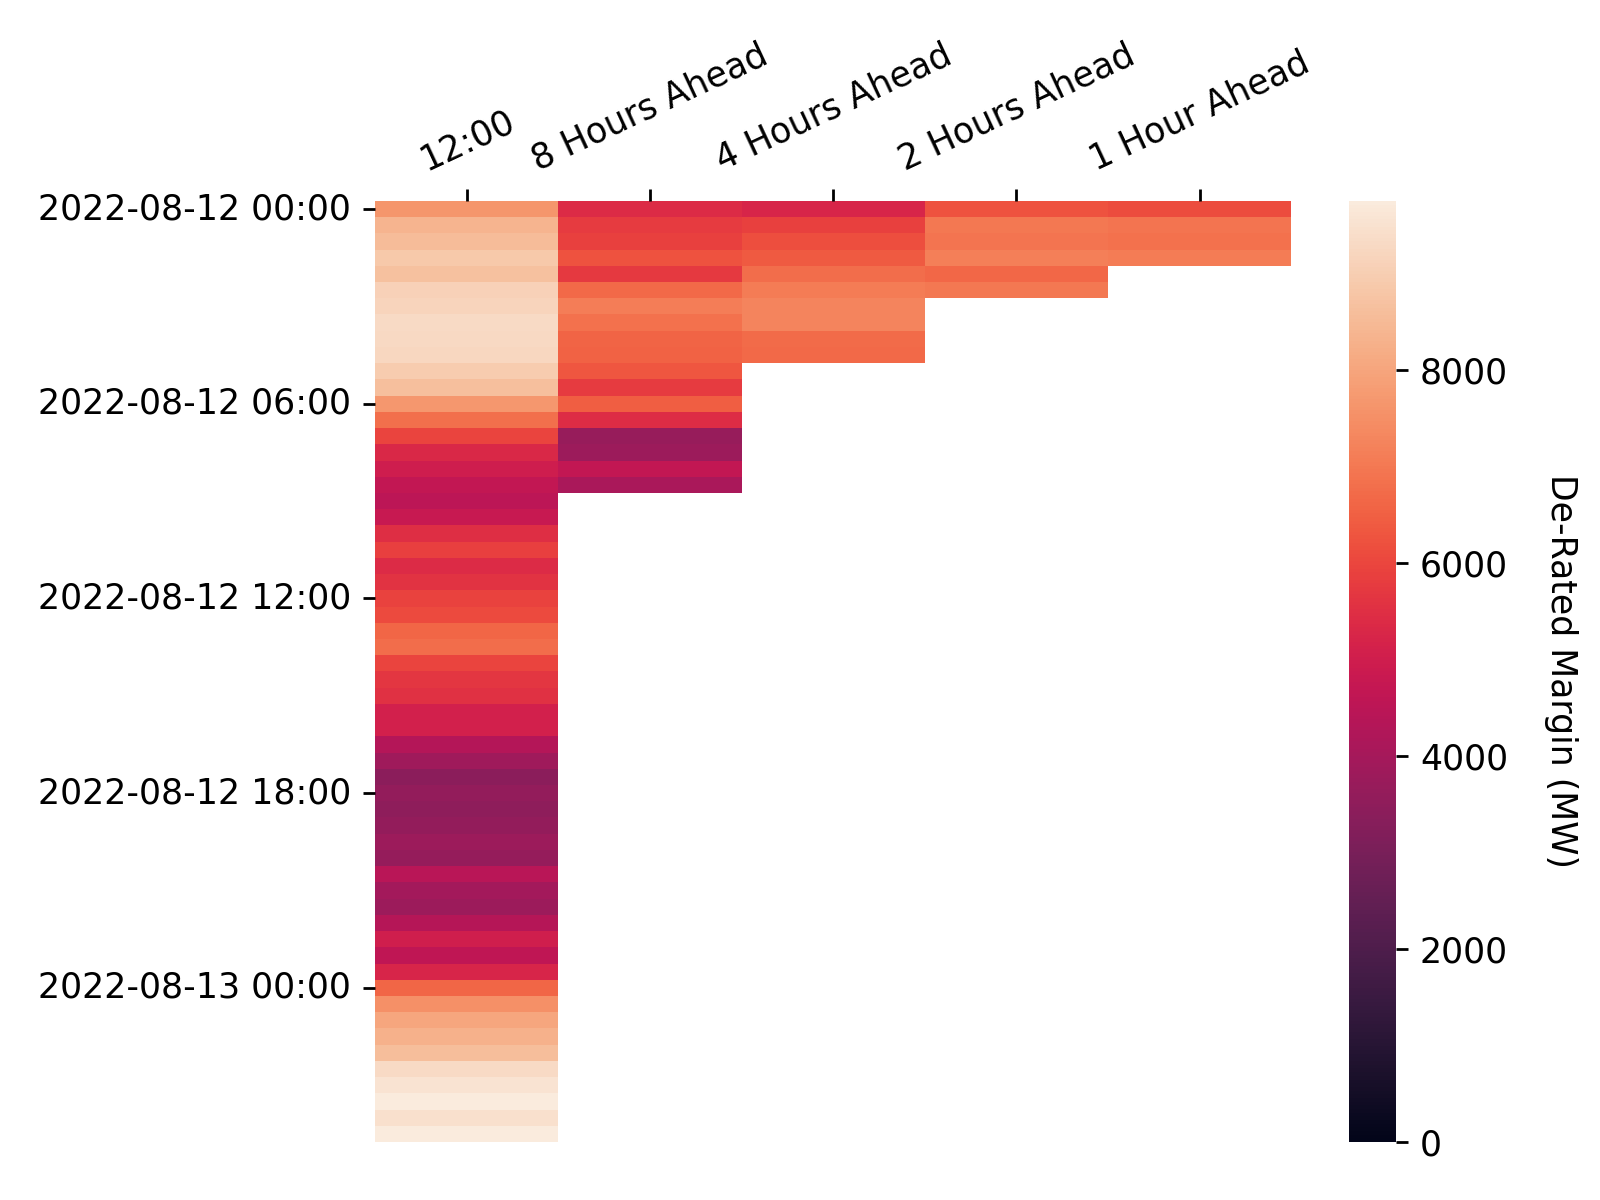 12:00
8 Hours Ahead
4 Hours Ahead
2 Hours Ahead
1 Hour Ahead
2022-08-12 00:00
2022-08-12 06:00
2022-08-12 12:00
2022-08-12 18:00
2022-08-13 00:00
8000
6000
4000
2000
0
De-Rated Margin (MW)